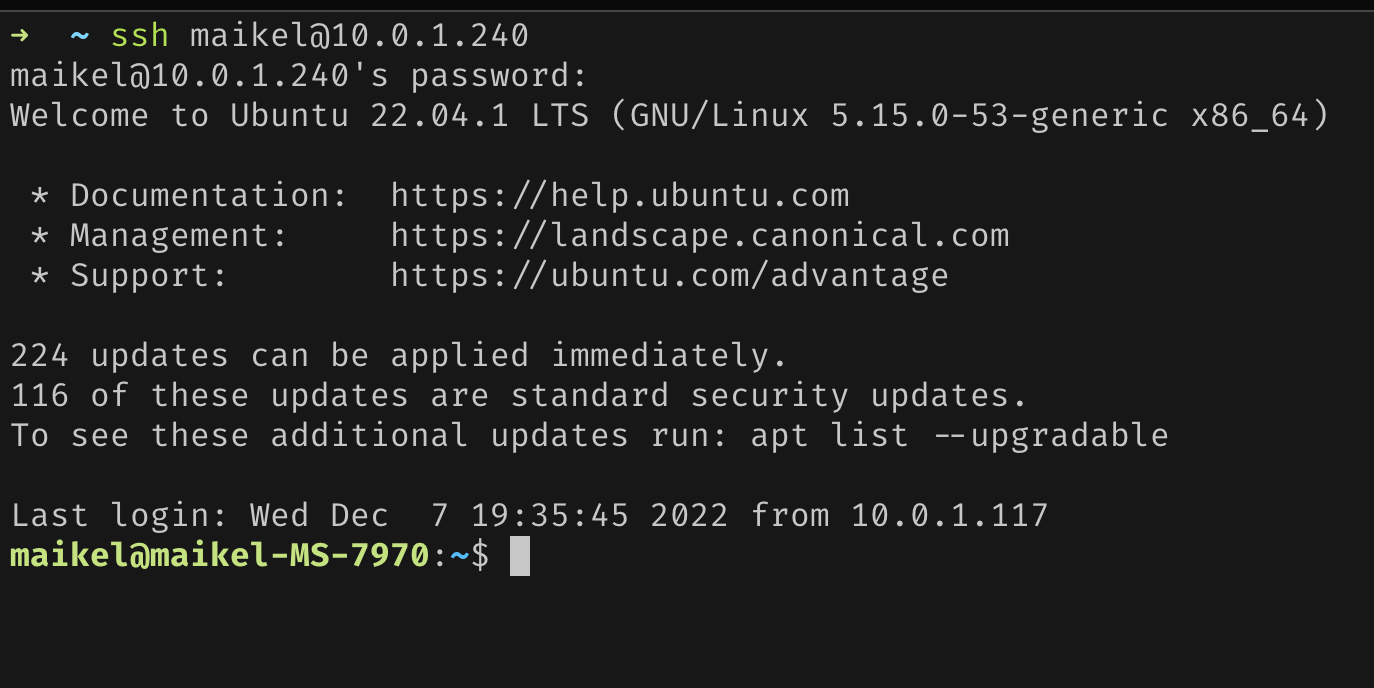 →  ~ ssh maikel@10.0.1.240
maikel@10.0.1.240's password:
Welcome to Ubuntu 22.04.1 LTS (GNU/Linux 5.15.0-53-generic x86_64)

 * Documentation:  https://help.ubuntu.com
 * Management:     https://landscape.canonical.com
 * Support:        https://ubuntu.com/advantage

224 updates can be applied immediately.
116 of these updates are standard security updates.
To see these additional updates run: apt list --upgradable

Last login: Wed Dec  7 19:35:45 2022 from 10.0.1.117
maikel@maikel-MS-7970:~$